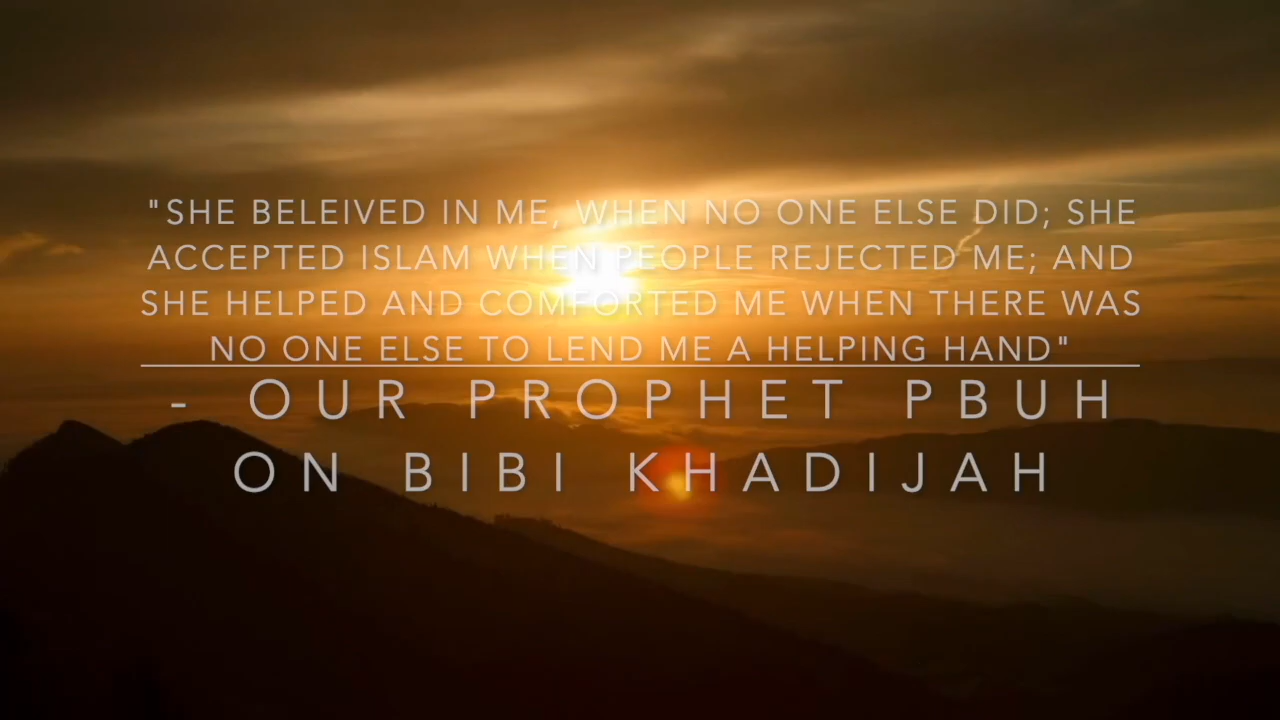 "SHE BELEIVED IN ME, WHEN NO ONE ELSE DID; SHE
ACCEPTED ISLAM WHEN PEOPLE REJECTED ME; AND
SHE HELPED AND COMFORTED ME WHEN THERE WAS
NO ONE ELSE TO LEND ME A HELPING HAND"
- OUR PROPHET PBUH
ON BIBI KHADIJAH